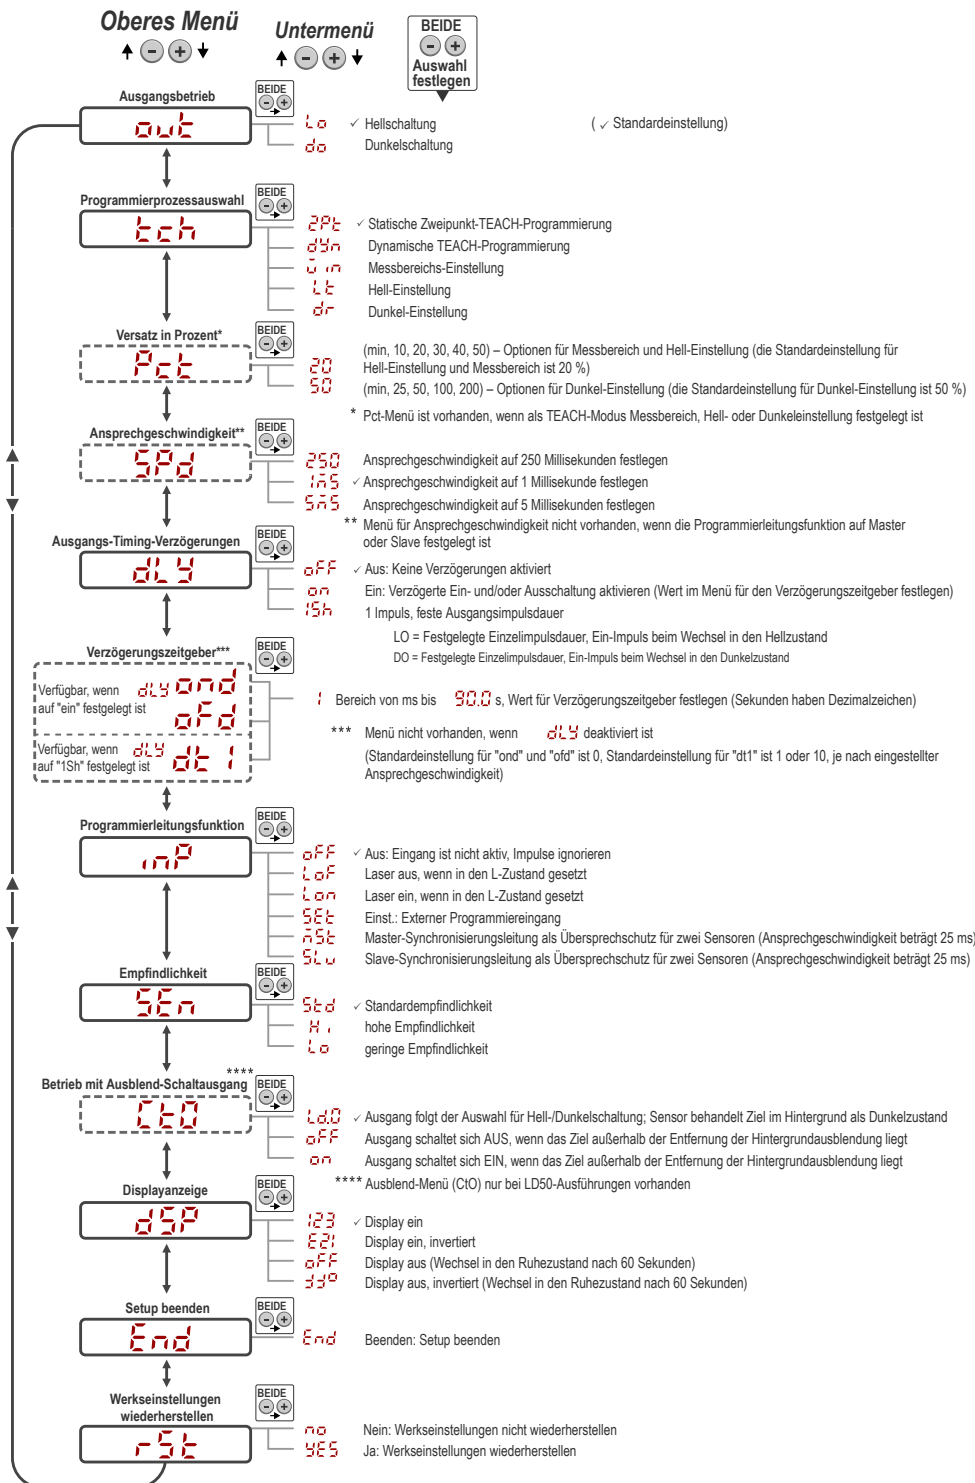 Oberes Menü
Untermenü
BEIDE
Auswahl
festlegen
Ausgangsbetrieb
BEIDE
out
Lo ✓ Hellschaltung
( ✓ Standardeinstellung)
do Dunkelschaltung
Programmierprozessauswahl
BEIDE
tch
2Pt ✓ Statische Zweipunkt-TEACH-Programmierung
dYn Dynamische TEACH-Programmierung
Messbereichs-Einstellung
Lt Hell-Einstellung
dr Dunkel-Einstellung
Versatz in Prozent*
BEIDE
Pct
(min, 10, 20, 30, 40, 50) – Optionen für Messbereich und Hell-Einstellung (die Standardeinstellung für
20 Hell-Einstellung und Messbereich ist 20 %)
50 (min, 25, 50, 100, 200) – Optionen für Dunkel-Einstellung (die Standardeinstellung für Dunkel-Einstellung ist 50 %)
* Pct-Menü ist vorhanden, wenn als TEACH-Modus Messbereich, Hell- oder Dunkeleinstellung festgelegt ist
Ansprechgeschwindigkeit**
BEIDE
SPd
250 Ansprechgeschwindigkeit auf 250 Millisekunden festlegen
1mS ✓ Ansprechgeschwindigkeit auf 1 Millisekunde festlegen
5mS Ansprechgeschwindigkeit auf 5 Millisekunden festlegen
** Menü für Ansprechgeschwindigkeit nicht vorhanden, wenn die Programmierleitungsfunktion auf Master
oder Slave festgelegt ist
Ausgangs-Timing-Verzögerungen
BEIDE
dLY
oFF ✓ Aus: Keine Verzögerungen aktiviert
on Ein: Verzögerte Ein- und/oder Ausschaltung aktivieren (Wert im Menü für den Verzögerungszeitgeber festlegen)
1Sh 1 Impuls, feste Ausgangsimpulsdauer
LO = Festgelegte Einzelimpulsdauer, Ein-Impuls beim Wechsel in den Hellzustand
DO = Festgelegte Einzelimpulsdauer, Ein-Impuls beim Wechsel in den Dunkelzustand
Verzögerungszeitgeber***
BEIDE
Verfügbar, wenn dLY ond
auf "ein" festgelegt ist oFd
1 Bereich von ms bis 90.0 s, Wert für Verzögerungszeitgeber festlegen (Sekunden haben Dezimalzeichen)
Verfügbar, wenn dLY dt1
auf "1Sh" festgelegt ist
*** Menü nicht vorhanden, wenn dLY deaktiviert ist
(Standardeinstellung für "ond" und "ofd" ist 0, Standardeinstellung für "dt1" ist 1 oder 10, je nach eingestellter
Ansprechgeschwindigkeit)
Programmierleitungsfunktion
BEIDE
inP
oFF ✓ Aus: Eingang ist nicht aktiv, Impulse ignorieren
LoF Laser aus, wenn in den L-Zustand gesetzt
Lon Laser ein, wenn in den L-Zustand gesetzt
SEt Einst.: Externer Programmiereingang
mSt Master-Synchronisierungsleitung als Übersprechschutz für zwei Sensoren (Ansprechgeschwindigkeit beträgt 25 ms)
SLv Slave-Synchronisierungsleitung als Übersprechschutz für zwei Sensoren (Ansprechgeschwindigkeit beträgt 25 ms)
Empfindlichkeit
BEIDE
SEn
Std ✓ Standardempfindlichkeit
Hi hohe Empfindlichkeit
Lo geringe Empfindlichkeit
Betrieb mit Ausblend-Schaltausgang ****
BEIDE
CtO
Ld.O ✓ Ausgang folgt der Auswahl für Hell-/Dunkelschaltung; Sensor behandelt Ziel im Hintergrund als Dunkelzustand
oFF Ausgang schaltet sich AUS, wenn das Ziel außerhalb der Entfernung der Hintergrundausblendung liegt
on Ausgang schaltet sich EIN, wenn das Ziel außerhalb der Entfernung der Hintergrundausblendung liegt
**** Ausblend-Menü (CtO) nur bei LD50-Ausführungen vorhanden
Displayanzeige
BEIDE
dSP
123 ✓ Display ein
Display ein, invertiert
oFF Display aus (Wechsel in den Ruhezustand nach 60 Sekunden)
Display aus, invertiert (Wechsel in den Ruhezustand nach 60 Sekunden)
Setup beenden
BEIDE
End
End Beenden: Setup beenden
Werkseinstellungen
wiederherstellen
BEIDE
rSt
no Nein: Werkseinstellungen nicht wiederherstellen
YES Ja: Werkseinstellungen wiederherstellen